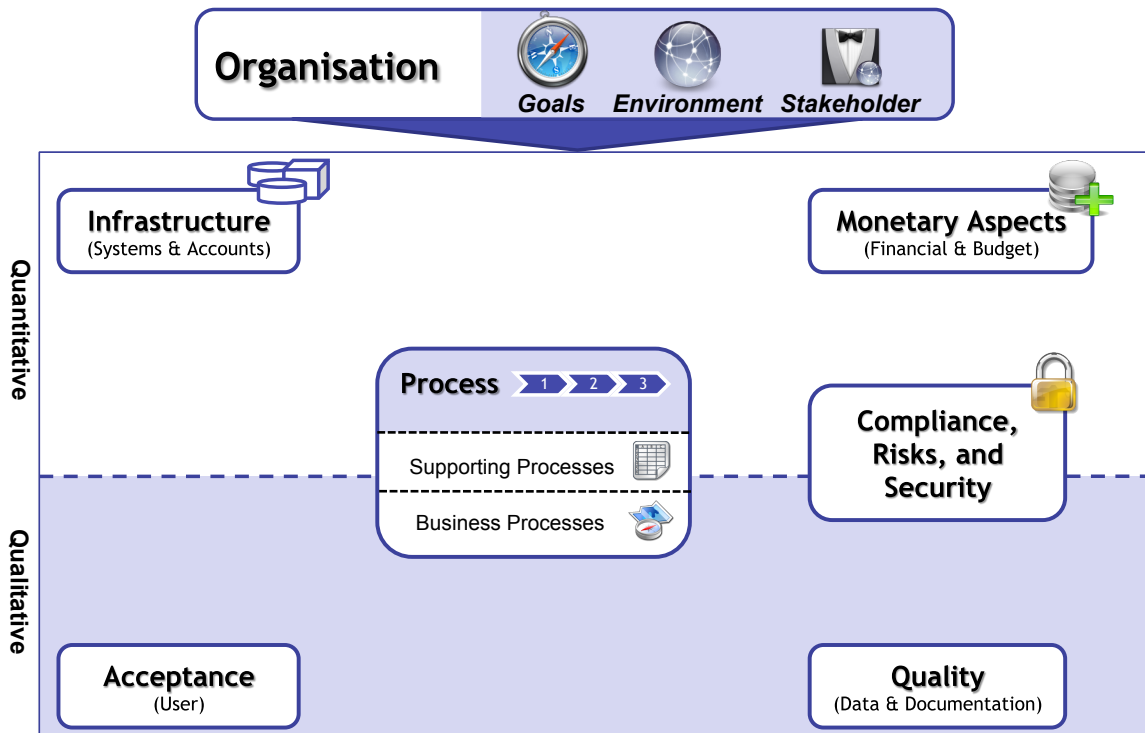 Organisation
Goals
Environment
Stakeholder
Quantitative
Qualitative
Infrastructure
(Systems & Accounts)
Monetary Aspects
(Financial & Budget)
Process
1
2
3
Supporting Processes
Business Processes
Compliance,
Risks, and
Security
Acceptance
(User)
Quality
(Data & Documentation)